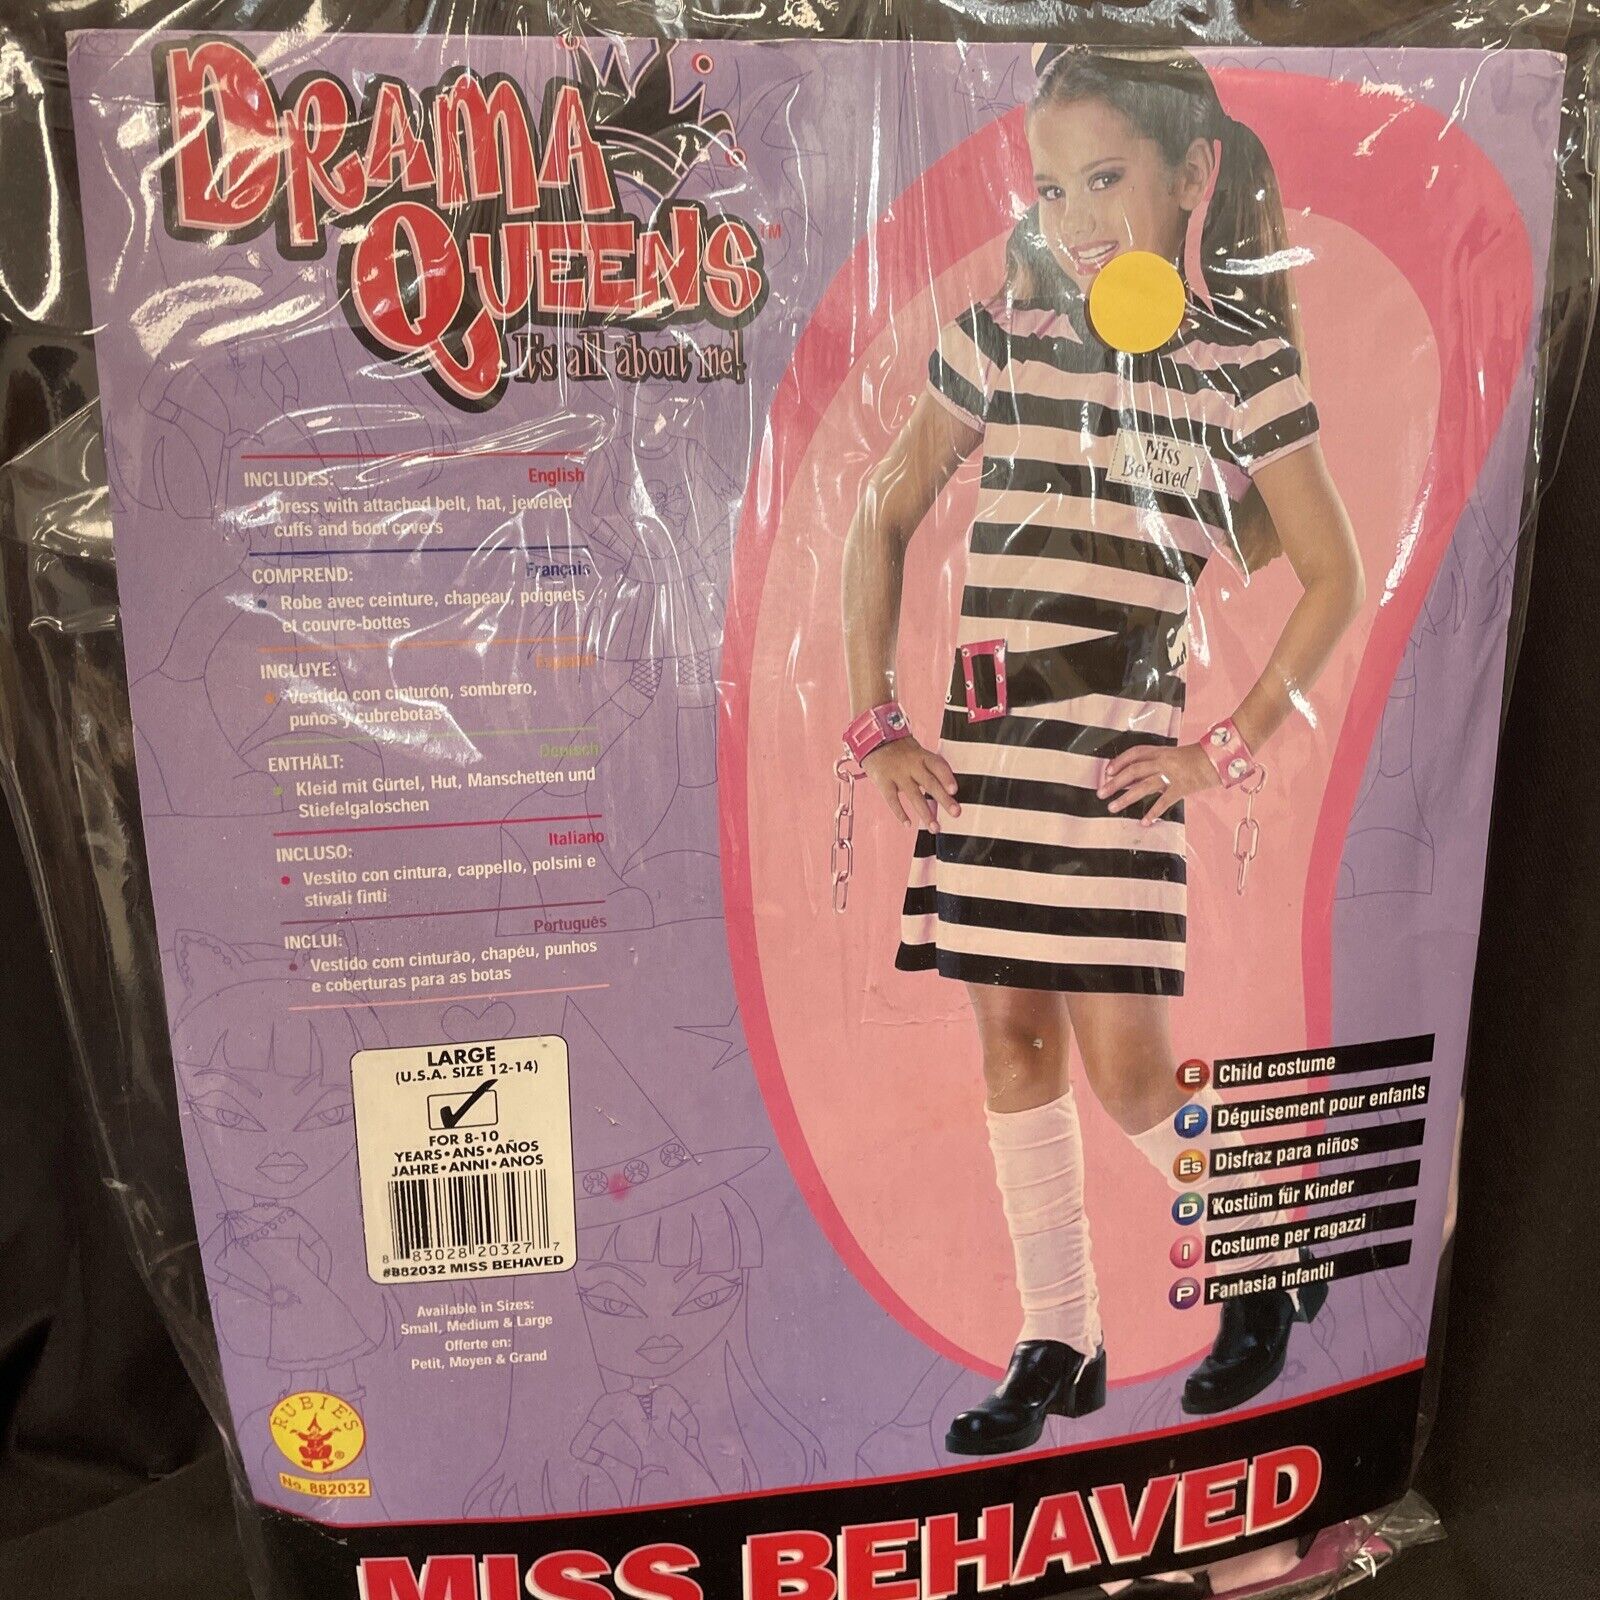 DRAMA
QUEENS™
It's all about me!
INCLUDES: English
Dress with attached belt, hat, jeweled
cuffs and boot covers
COMPREND: Français
• Robe avec ceinture, chapeau, poignets
et couvre-bottes
INCLUYE: Español
• Vestido con cinturón, sombrero,
puños y cubrebotas
ENTHÄLT: Deutsch
• Kleid mit Gürtel, Hut, Manschetten und
Stiefelgaloschen
INCLUSO: Italiano
• Vestito con cintura, cappello, polsini e
stivali finti
INCLUI: Português
• Vestido com cinturão, chapéu, punhos
e coberturas para as botas
LARGE
(U.S.A. SIZE 12-14)
FOR 8-10
YEARS•ANS•AÑOS
JAHRE•ANNI•ANOS
8 83028 20327 7
#882032 MISS BEHAVED
Available in Sizes:
Small, Medium & Large
Offerte en:
Petit, Moyen & Grand
RUBIE'S®
No. 882032
Miss
Behaved
E Child costume
F Déguisement pour enfants
Es Disfraz para niños
D Kostüm für Kinder
I Costume per ragazzi
P Fantasia infantil
MISS BEHAVED